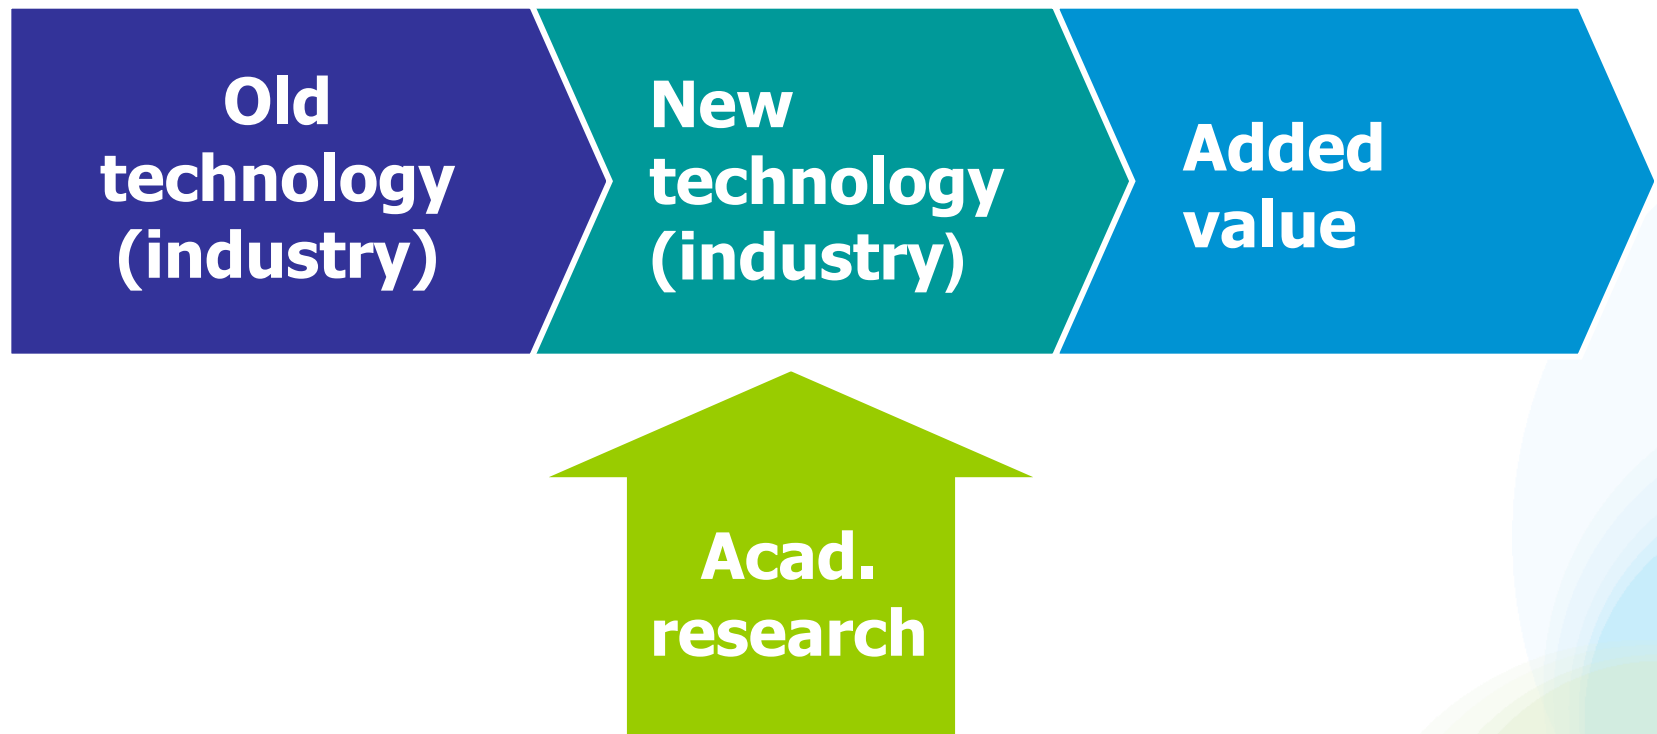 Old
technology
(industry)
New
technology
(industry)
Added
value
Acad.
research